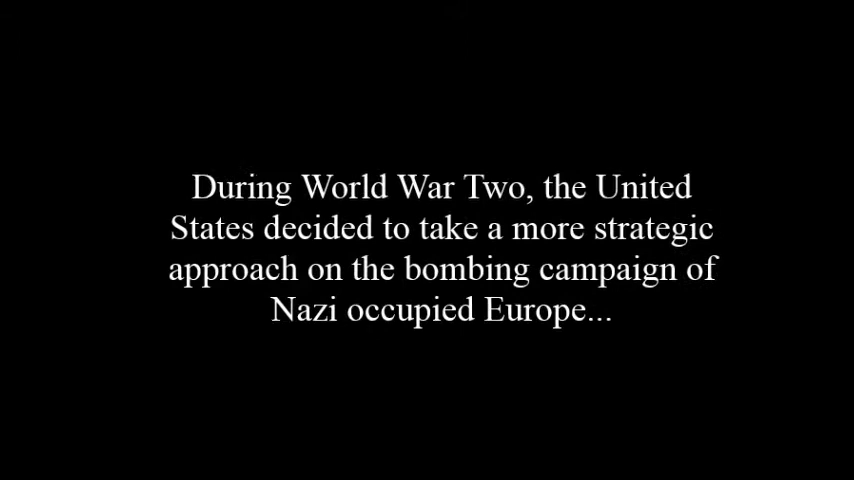 During World War Two, the United
States decided to take a more strategic
approach on the bombing campaign of
Nazi occupied Europe...